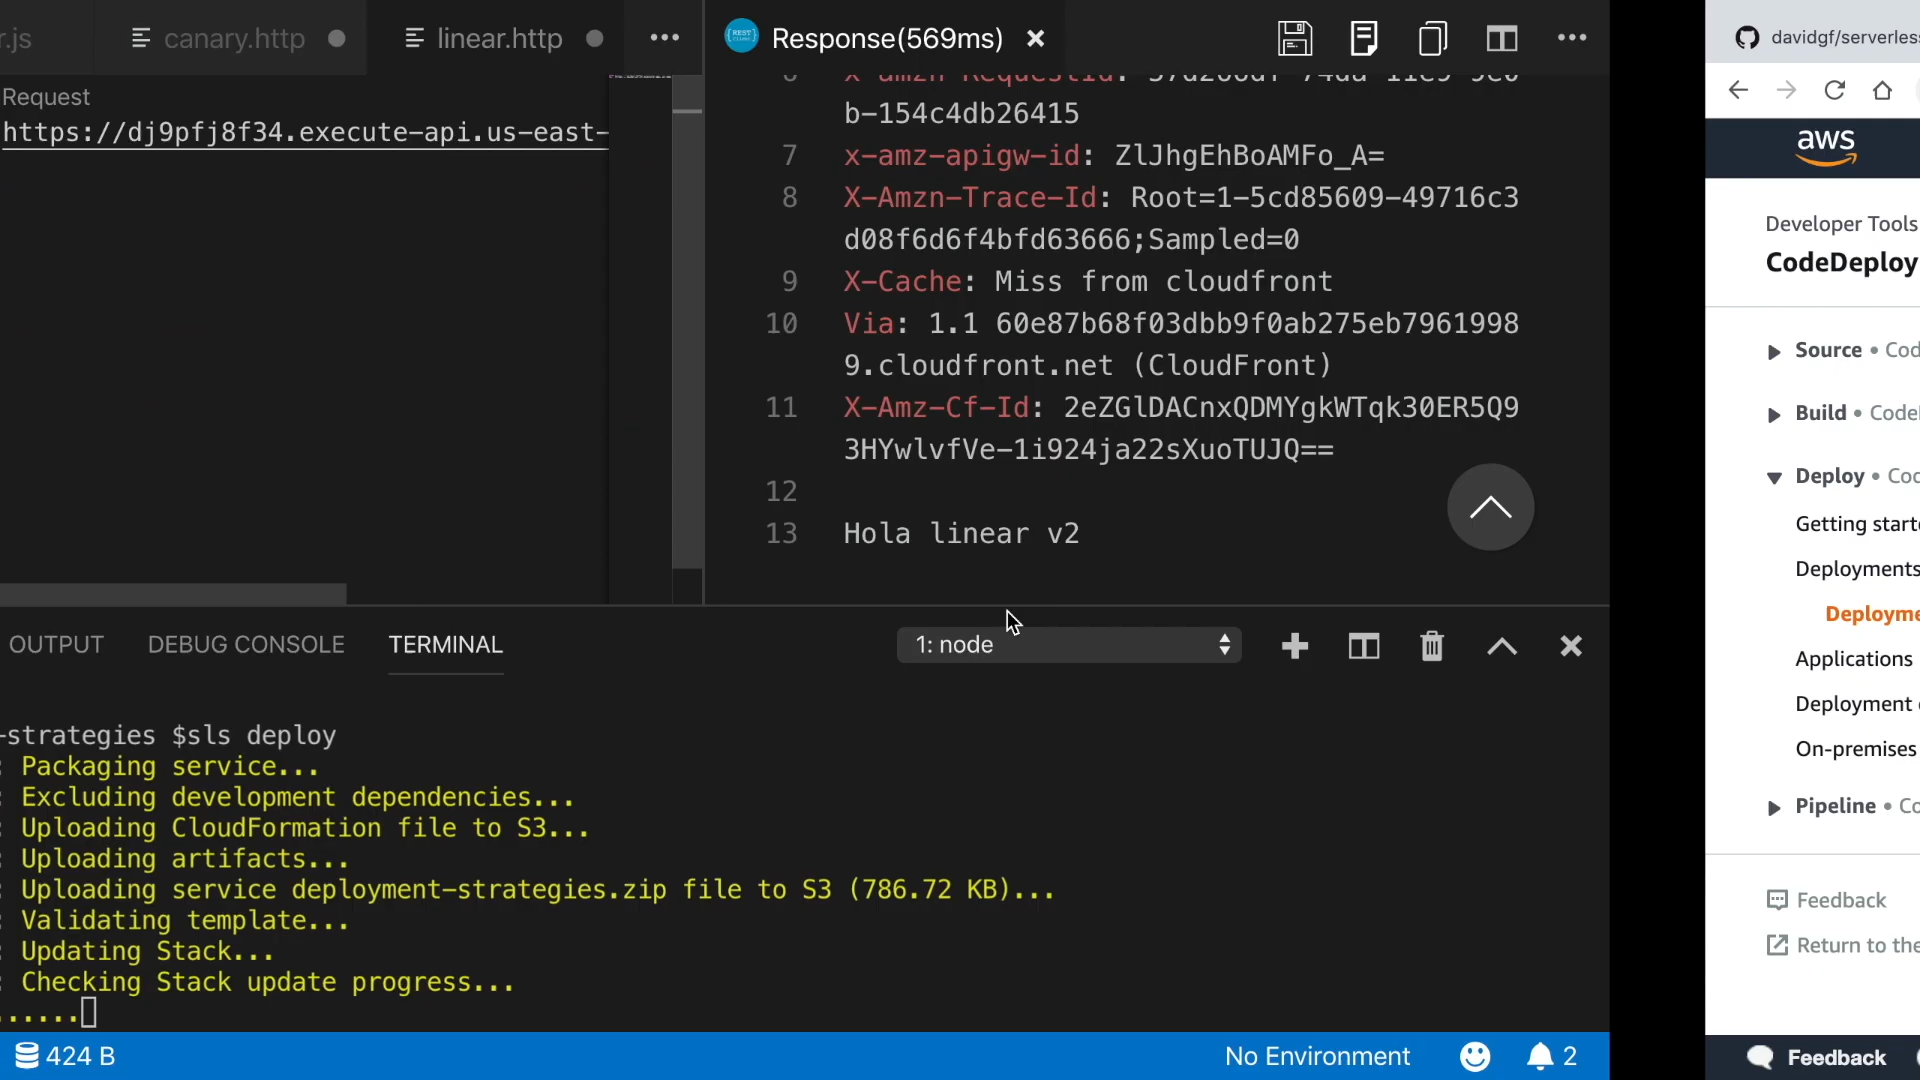 r.js
canary.http
linear.http
Request
https://dj9pfj8f34.execute-api.us-east-
Response(569ms)
b-154c4db26415
7 x-amz-apigw-id: ZlJhgEhBoAMFo_A=
8 X-Amzn-Trace-Id: Root=1-5cd85609-49716c3
d08f6d6f4bfd63666;Sampled=0
9 X-Cache: Miss from cloudfront
10 Via: 1.1 60e87b68f03dbb9f0ab275eb7961998
9.cloudfront.net (CloudFront)
11 X-Amz-Cf-Id: 2eZGlDACnxQDMYgkWTqk30ER5Q9
3HYwlvfVe-1i924ja22sXuoTUJQ==
12
13 Hola linear v2
OUTPUT
DEBUG CONSOLE
TERMINAL
1: node
-strategies $sls deploy
: Packaging service...
: Excluding development dependencies...
: Uploading CloudFormation file to S3...
: Uploading artifacts...
: Uploading service deployment-strategies.zip file to S3 (786.72 KB)...
: Validating template...
: Updating Stack...
: Checking Stack update progress...
......
424 B
No Environment
2
davidgf/serverless
aws
Developer Tools
CodeDeploy
Source • Cod
Build • Code
Deploy • Cod
Getting starte
Deployments
Deployme
Applications
Deployment
On-premises
Pipeline • Co
Feedback
Return to the
Feedback